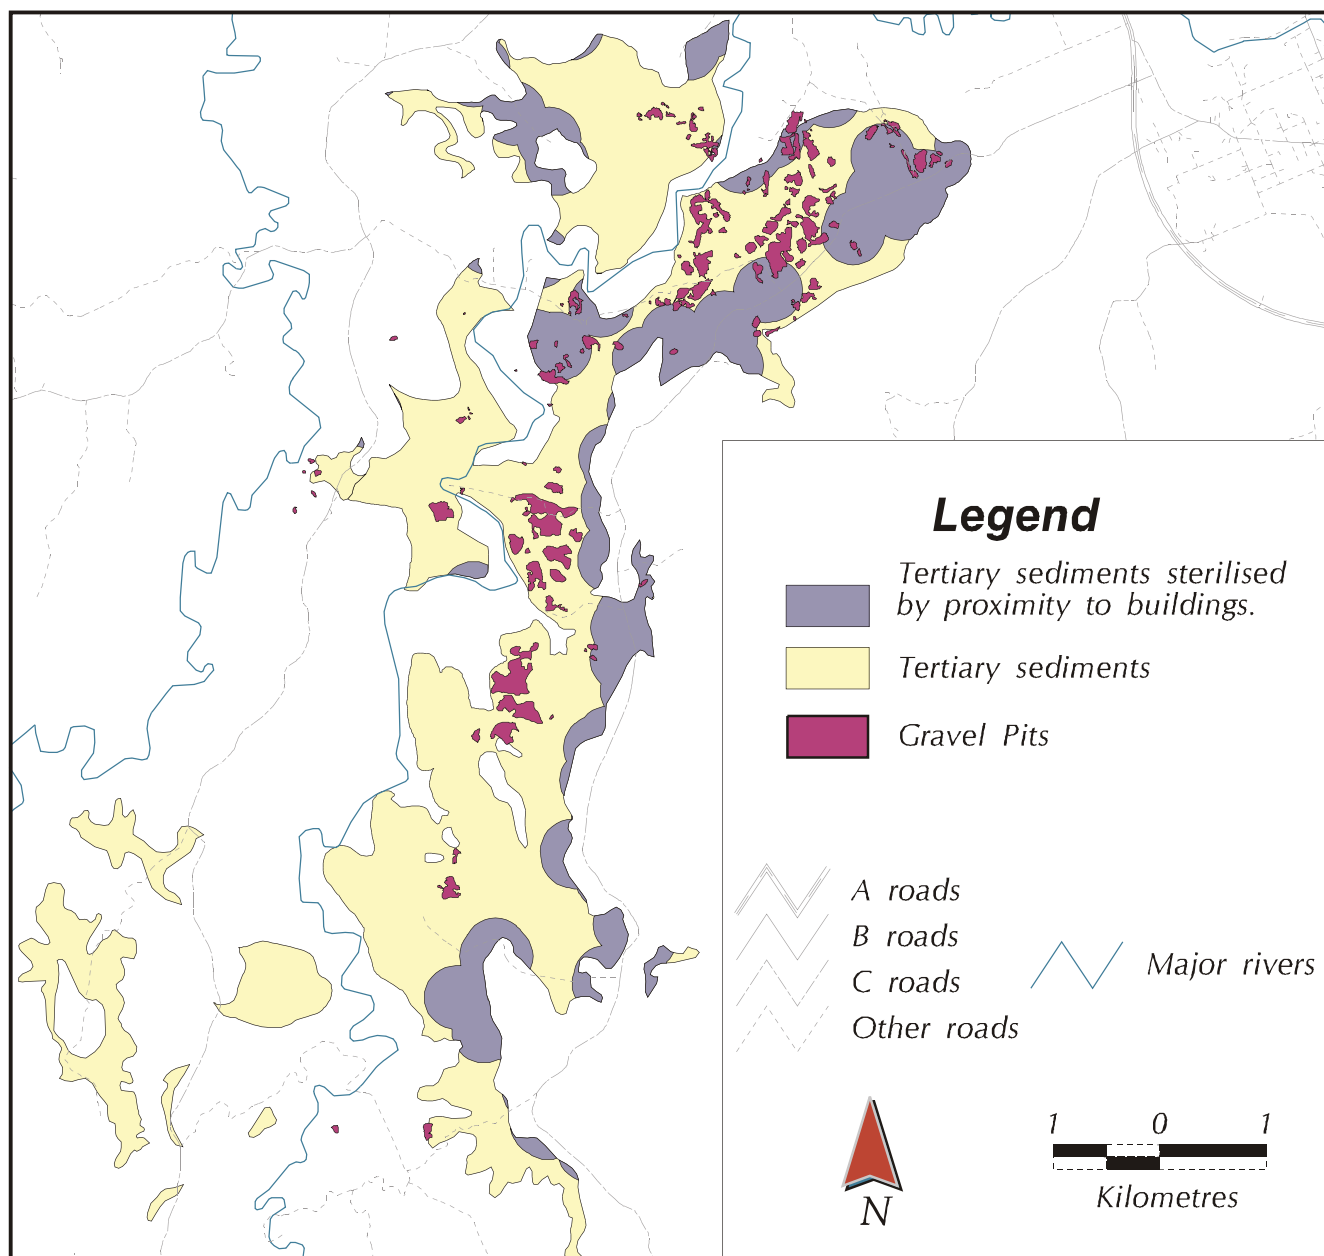 Legend
Tertiary sediments sterilised
by proximity to buildings.
Tertiary sediments
Gravel Pits
A roads
B roads
C roads
Other roads
Major rivers
N
1 0 1
Kilometres